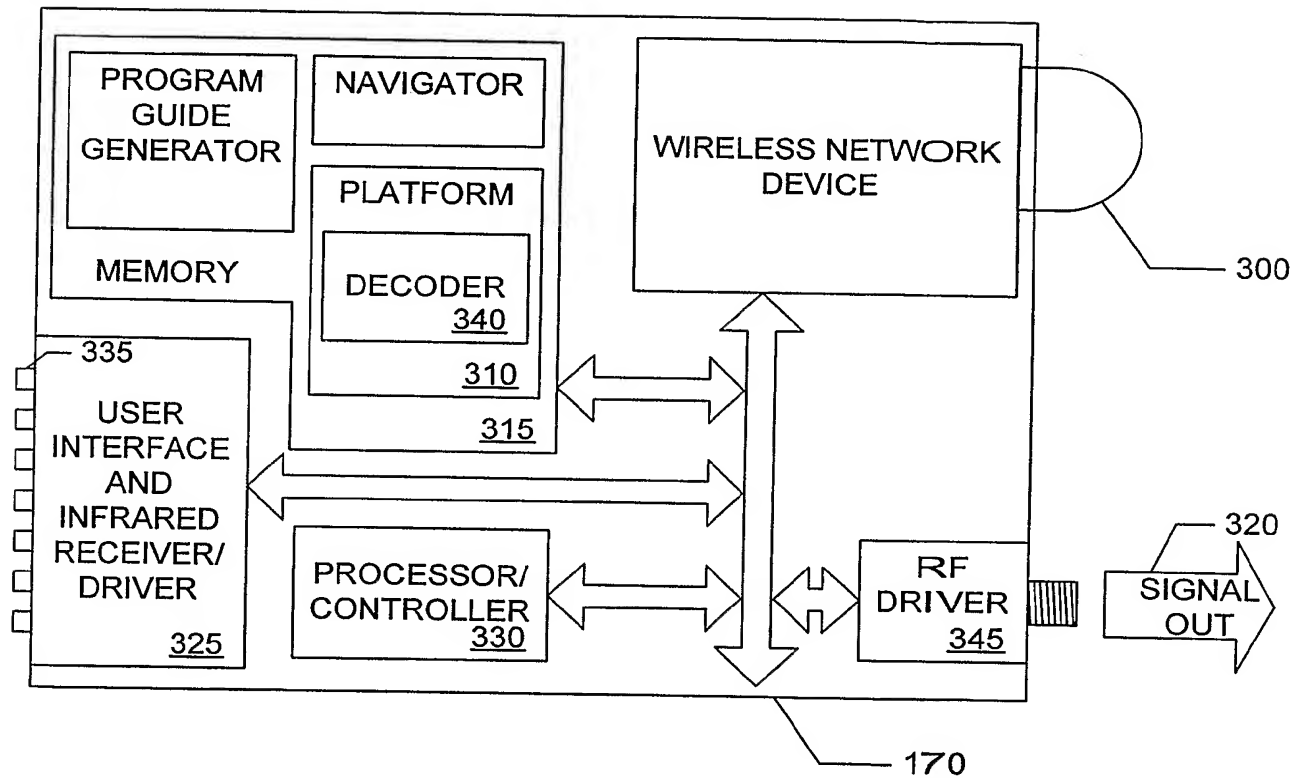 PROGRAM
GUIDE
GENERATOR
NAVIGATOR
PLATFORM
DECODER
340
310
MEMORY
315
WIRELESS NETWORK
DEVICE
300
335
USER
INTERFACE
AND
INFRARED
RECEIVER/
DRIVER
325
PROCESSOR/
CONTROLLER
330
RF
DRIVER
345
320
SIGNAL
OUT
170